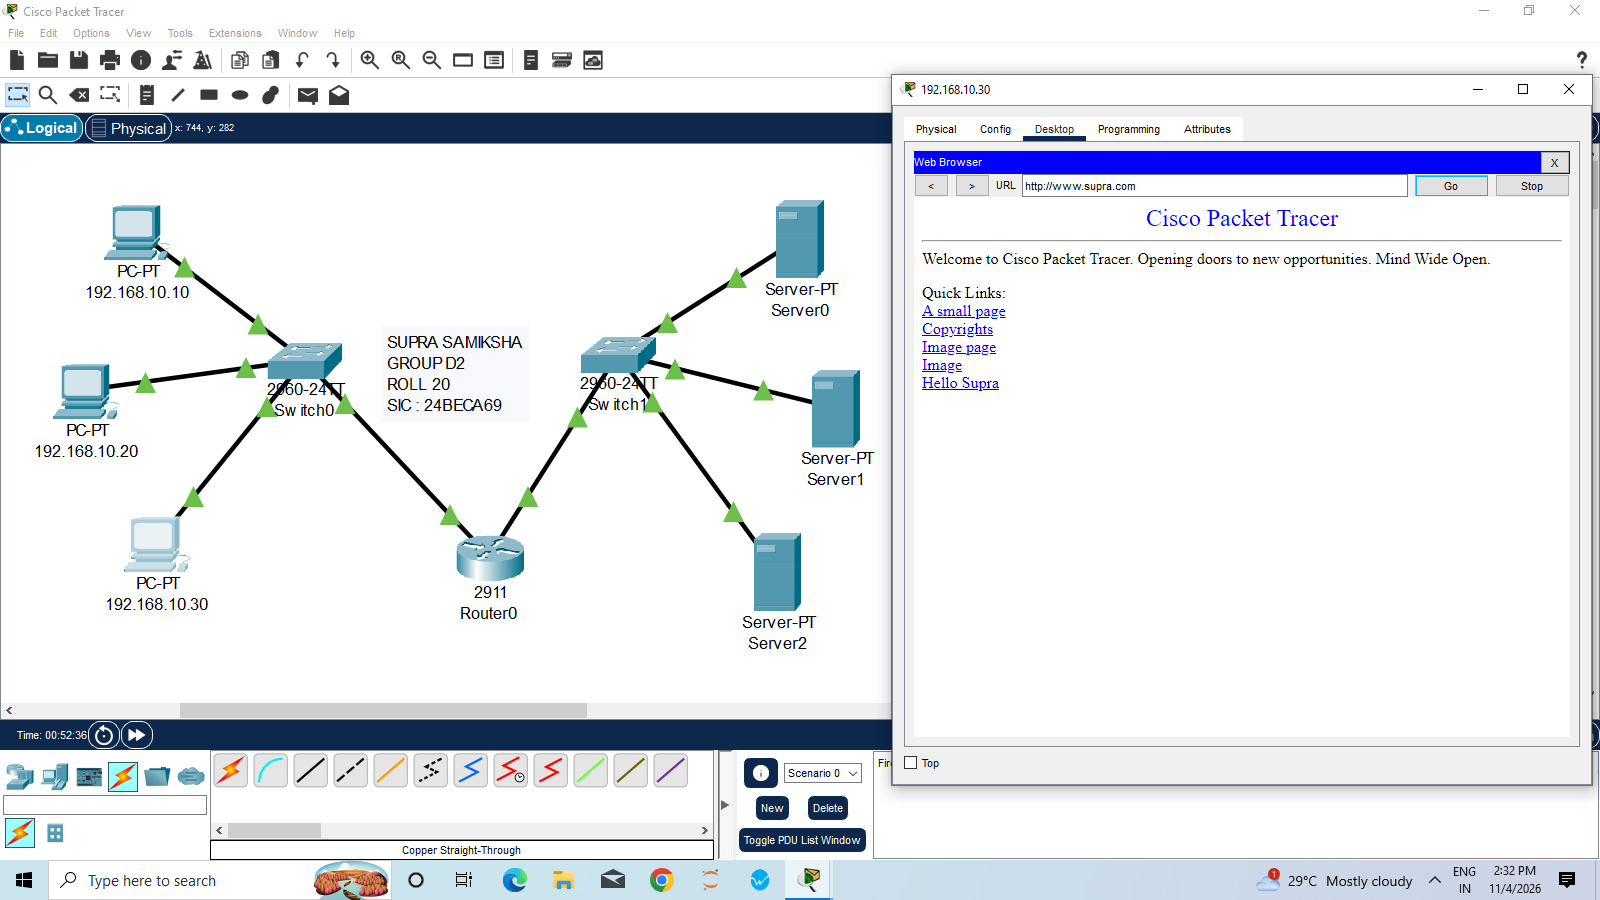 Cisco Packet Tracer
File Edit Options View Tools Extensions Window Help
Logical Physical x: 744, y: 282
PC-PT
192.168.10.10
PC-PT
192.168.10.20
PC-PT
192.168.10.30
2960-24TT
Switch0
SUPRA SAMIKSHA
GROUP D2
ROLL 20
SIC : 24BECA69
2960-24TT
Switch1
2911
Router0
Server-PT
Server0
Server-PT
Server1
Server-PT
Server2
192.168.10.30
Physical Config Desktop Programming Attributes
Web Browser X
< > URL http://www.supra.com Go Stop
Cisco Packet Tracer
Welcome to Cisco Packet Tracer. Opening doors to new opportunities. Mind Wide Open.
Quick Links:
A small page
Copyrights
Image page
Image
Hello Supra
Top
Time: 00:52:36
Scenario 0
Fire
New Delete
Toggle PDU List Window
Copper Straight-Through
Type here to search
29°C Mostly cloudy
ENG
IN
2:32 PM
11/4/2026